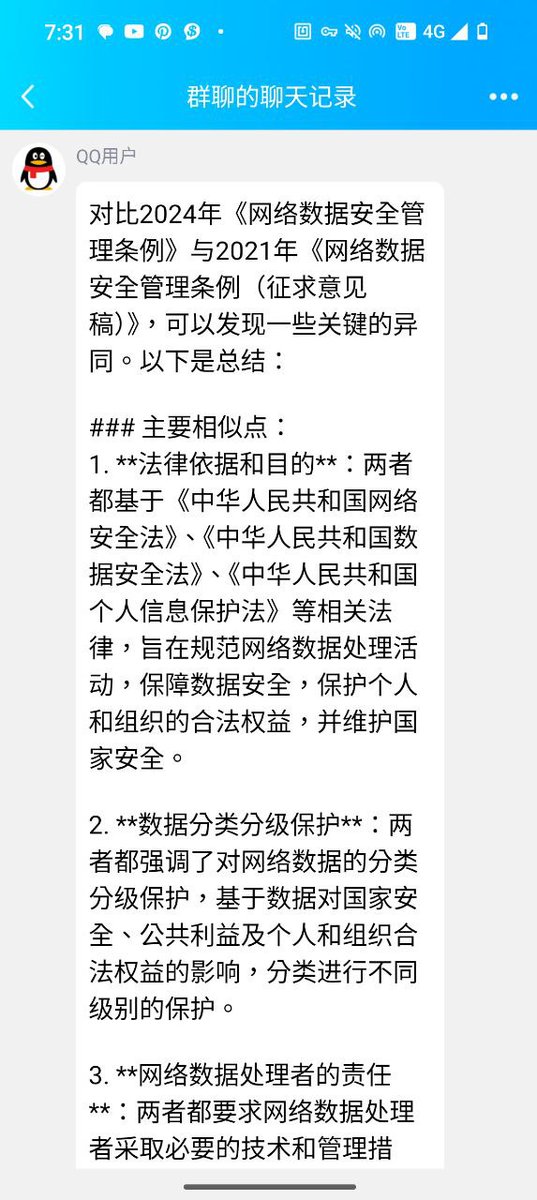 7:31
Vo LTE 4G
群聊的聊天记录
QQ用户
对比2024年《网络数据安全管
理条例》与2021年《网络数据
安全管理条例（征求意见
稿）》，可以发现一些关键的异
同。以下是总结：
### 主要相似点：
1. **法律依据和目的**：两者
都基于《中华人民共和国网络
安全法》、《中华人民共和国数
据安全法》、《中华人民共和国
个人信息保护法》等相关法
律，旨在规范网络数据处理活
动，保障数据安全，保护个人
和组织的合法权益，并维护国
家安全。
2. **数据分类分级保护**：两
者都强调了对网络数据的分类
分级保护，基于数据对国家安
全、公共利益及个人和组织合
法权益的影响，分类进行不同
级别的保护。
3. **网络数据处理者的责任
**：两者都要求网络数据处理
者采取必要的技术和管理措